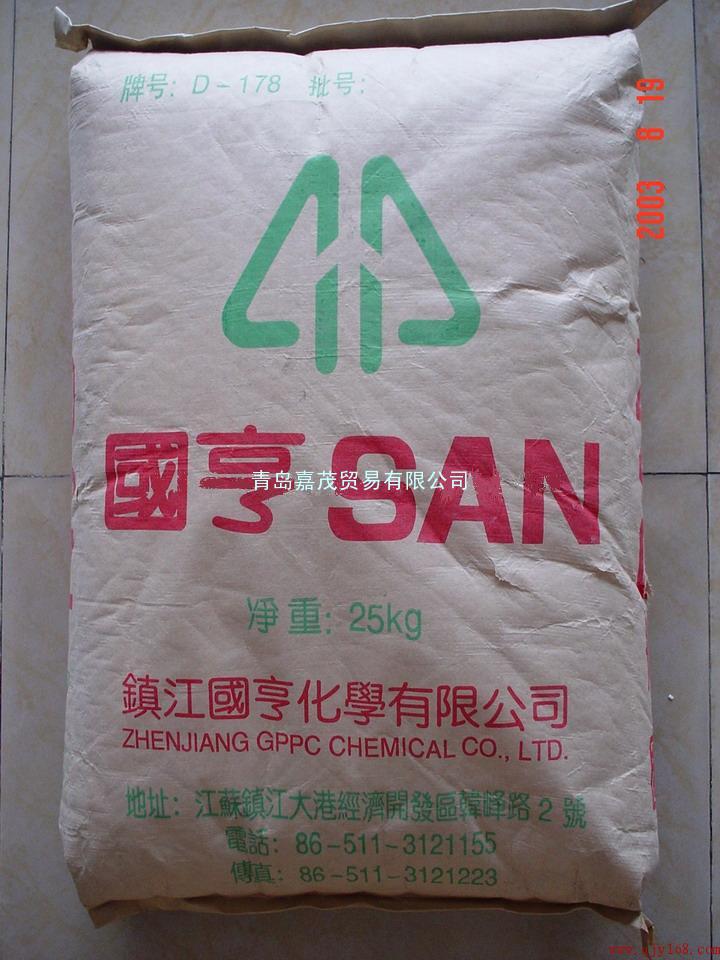 牌号: D-178 批号:
2003 8 19
國亨SAN
青岛嘉茂贸易有限公司
净重: 25kg
鎮江國亨化學有限公司
ZHENJIANG GPPC CHEMICAL CO., LTD.
地址: 江蘇鎮江大港經濟開發區韓峰路2號
電話: 86-511-3121155
傳真: 86-511-3121223